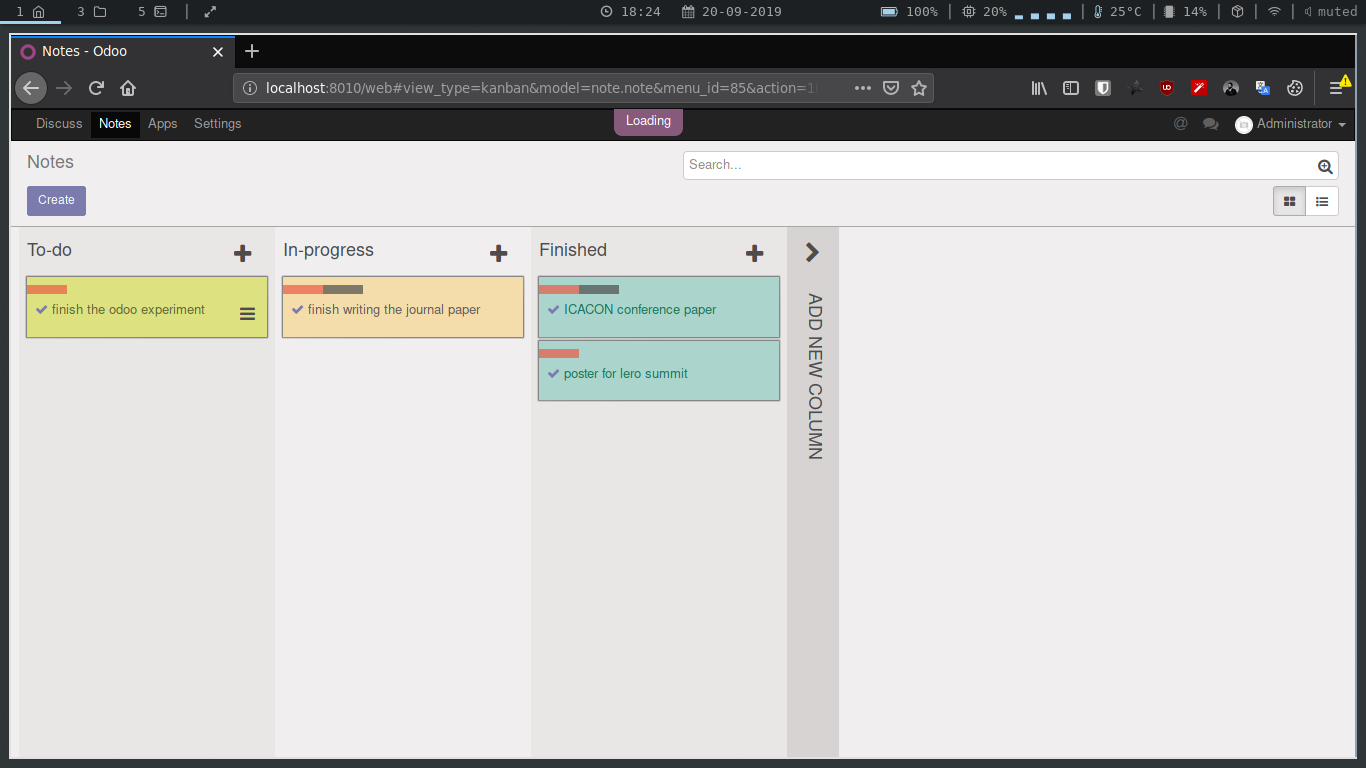 1 3 5 18:24 20-09-2019 100% 20% 25°C 14% muted
Notes - Odoo
localhost:8010/web#view_type=kanban&model=note.note&menu_id=85&action=1
Discuss Notes Apps Settings Loading @ Administrator
Notes Search...
Create
To-do In-progress Finished
finish the odoo experiment finish writing the journal paper ICACON conference paper
poster for lero summit
ADD NEW COLUMN